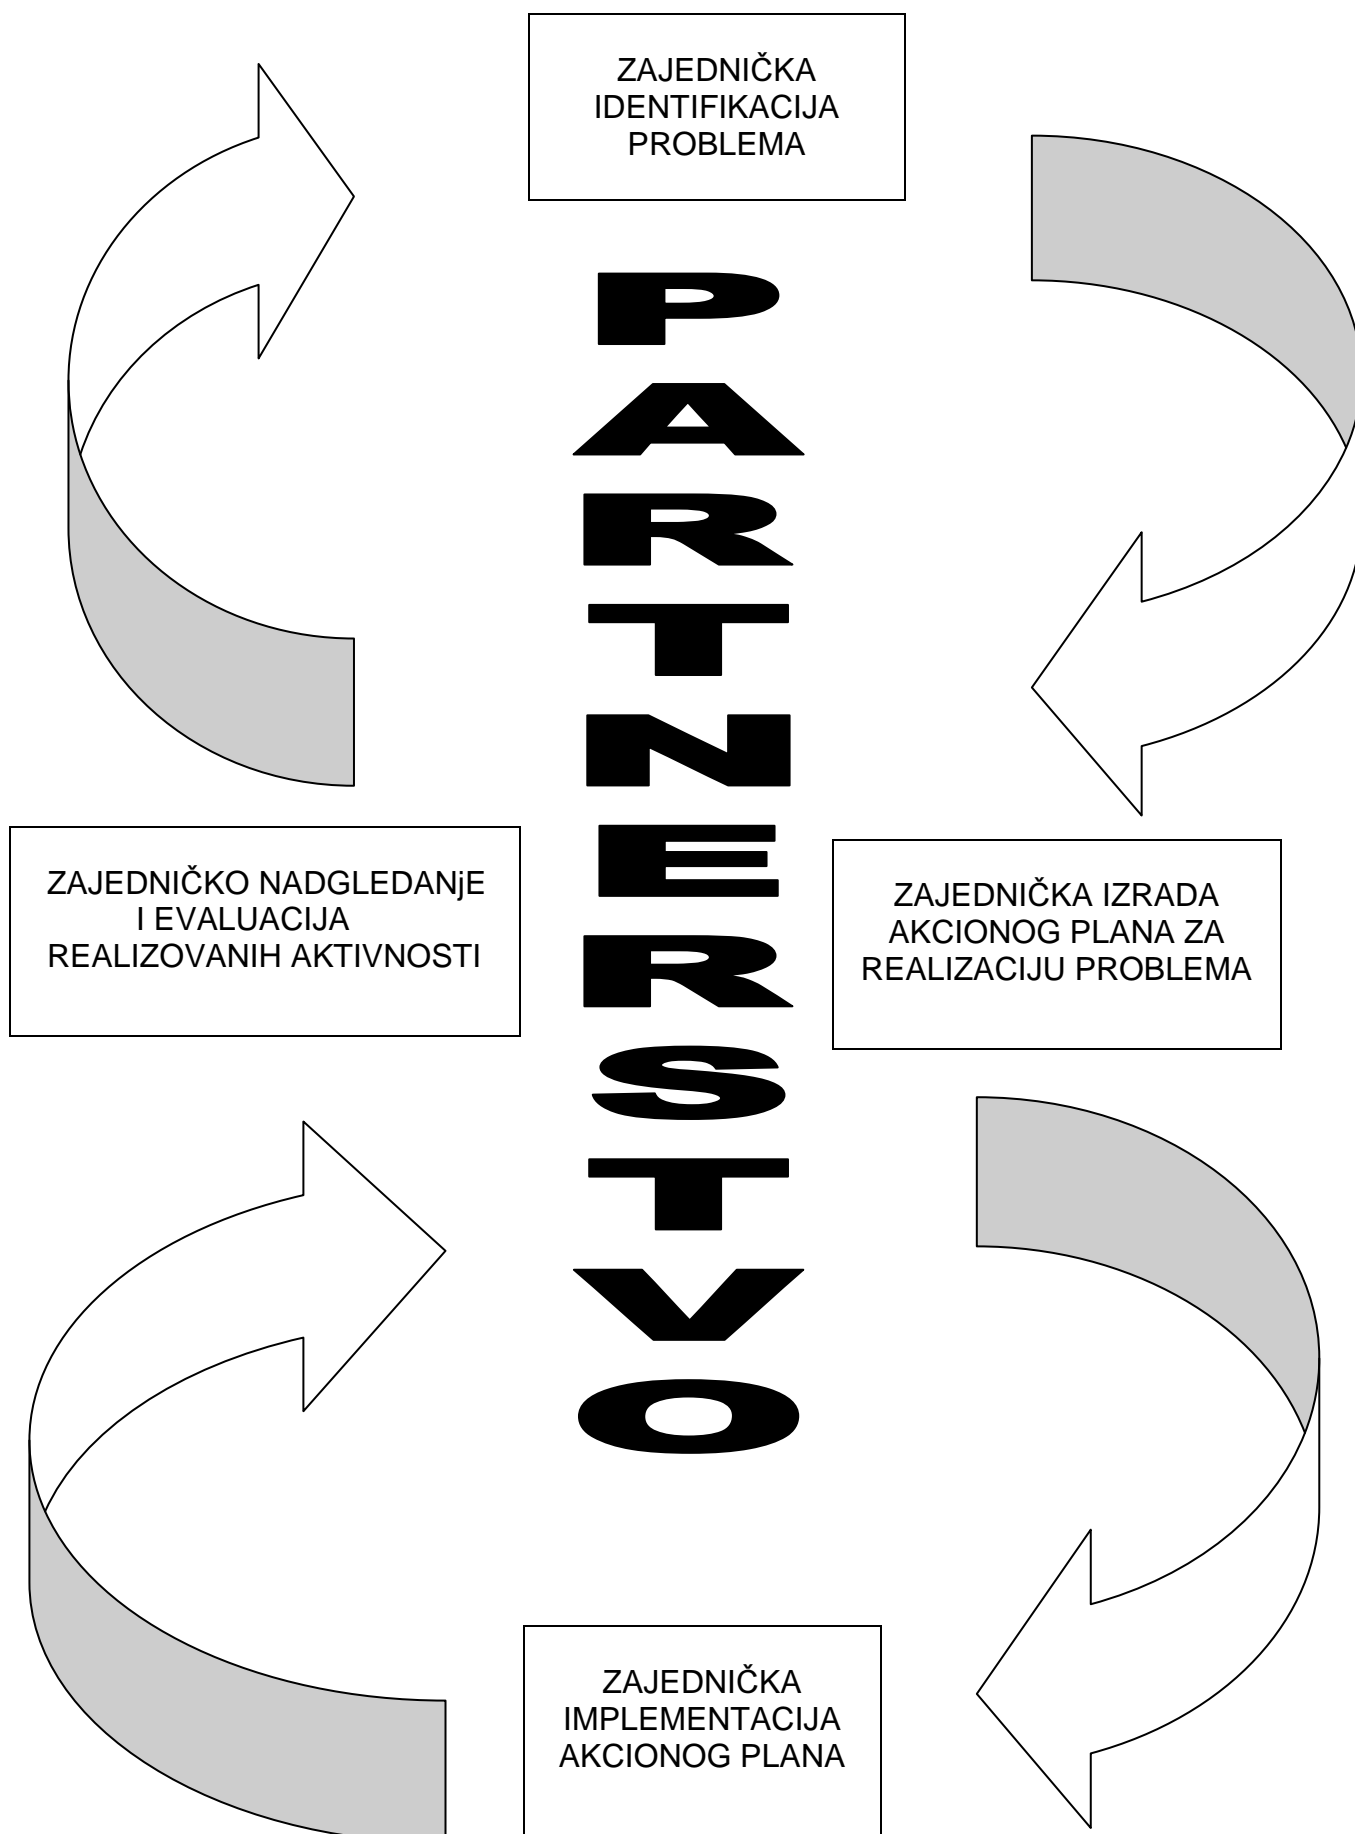 ZAJEDNIČKA
IDENTIFIKACIJA
PROBLEMA
P
A
R
T
N
E
R
S
T
V
O
ZAJEDNIČKO NADGLEDANjE
I EVALUACIJA
REALIZOVANIH AKTIVNOSTI
ZAJEDNIČKA IZRADA
AKCIONOG PLANA ZA
REALIZACIJU PROBLEMA
ZAJEDNIČKA
IMPLEMENTACIJA
AKCIONOG PLANA